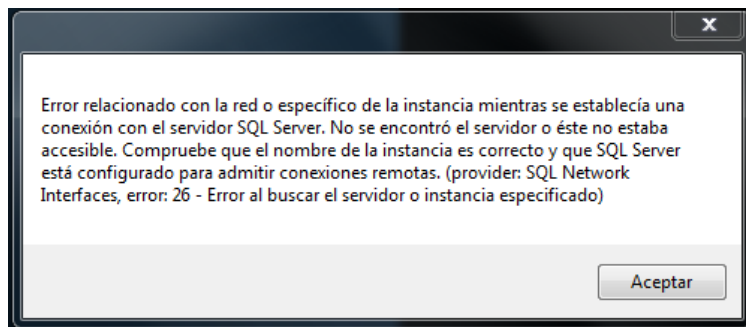 Error relacionado con la red o específico de la instancia mientras se establecía una
conexión con el servidor SQL Server. No se encontró el servidor o éste no estaba
accesible. Compruebe que el nombre de la instancia es correcto y que SQL Server
está configurado para admitir conexiones remotas. (provider: SQL Network
Interfaces, error: 26 - Error al buscar el servidor o instancia especificado)
Aceptar